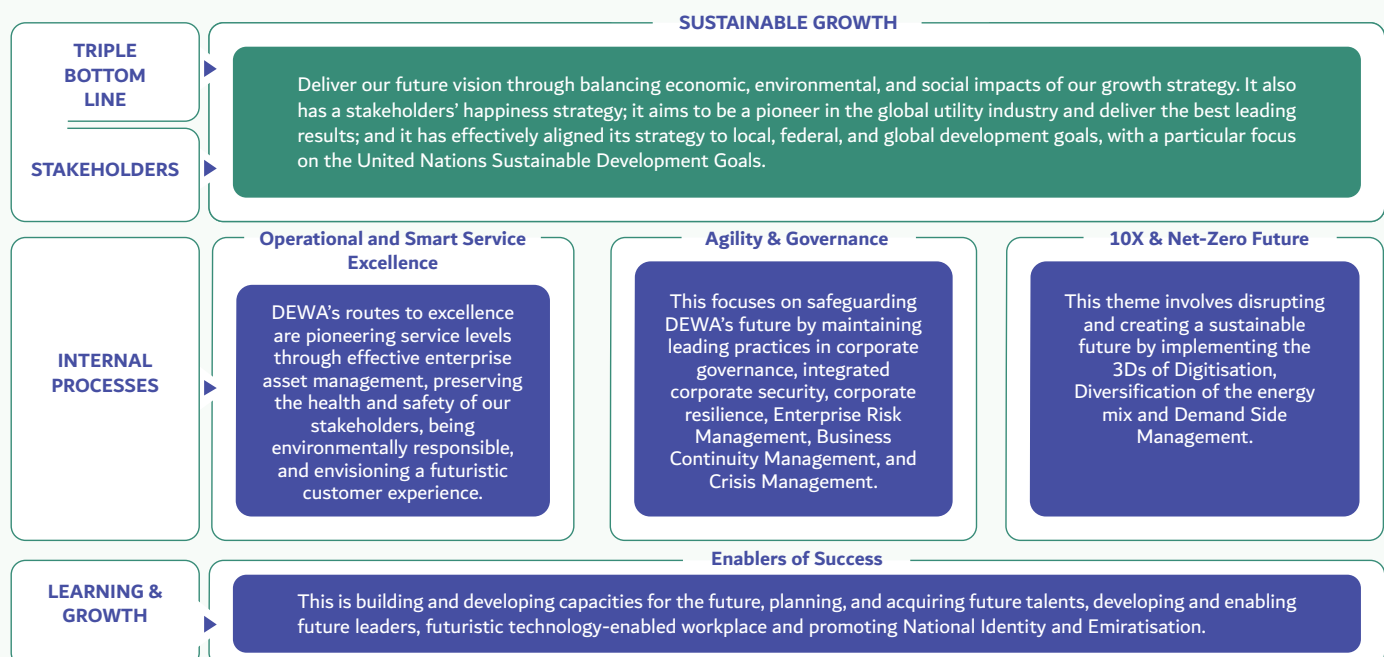 TRIPLE
BOTTOM
LINE
STAKEHOLDERS
SUSTAINABLE GROWTH
Deliver our future vision through balancing economic, environmental, and social impacts of our growth strategy. It also
has a stakeholders’ happiness strategy; it aims to be a pioneer in the global utility industry and deliver the best leading
results; and it has effectively aligned its strategy to local, federal, and global development goals, with a particular focus
on the United Nations Sustainable Development Goals.
INTERNAL
PROCESSES
Operational and Smart Service
Excellence
DEWA’s routes to excellence
are pioneering service levels
through effective enterprise
asset management, preserving
the health and safety of our
stakeholders, being
environmentally responsible,
and envisioning a futuristic
customer experience.
Agility & Governance
This focuses on safeguarding
DEWA’s future by maintaining
leading practices in corporate
governance, integrated
corporate security, corporate
resilience, Enterprise Risk
Management, Business
Continuity Management, and
Crisis Management.
10X & Net-Zero Future
This theme involves disrupting
and creating a sustainable
future by implementing the
3Ds of Digitisation,
Diversification of the energy
mix and Demand Side
Management.
LEARNING &
GROWTH
Enablers of Success
This is building and developing capacities for the future, planning, and acquiring future talents, developing and enabling
future leaders, futuristic technology-enabled workplace and promoting National Identity and Emiratisation.